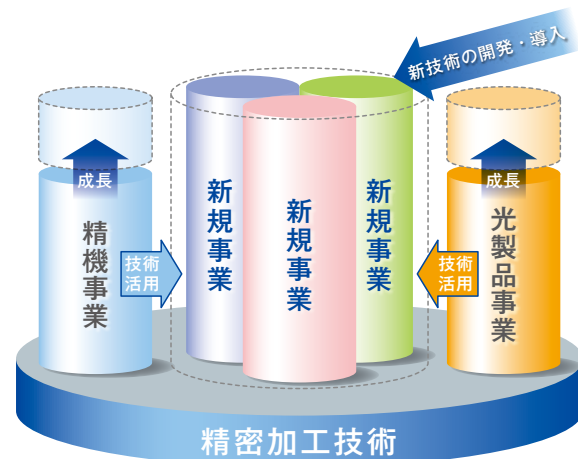 新技術の開発・導入
成長
精機事業
技術
活用
新規事業
新規事業
新規事業
技術
活用
成長
光製品事業
精密加工技術